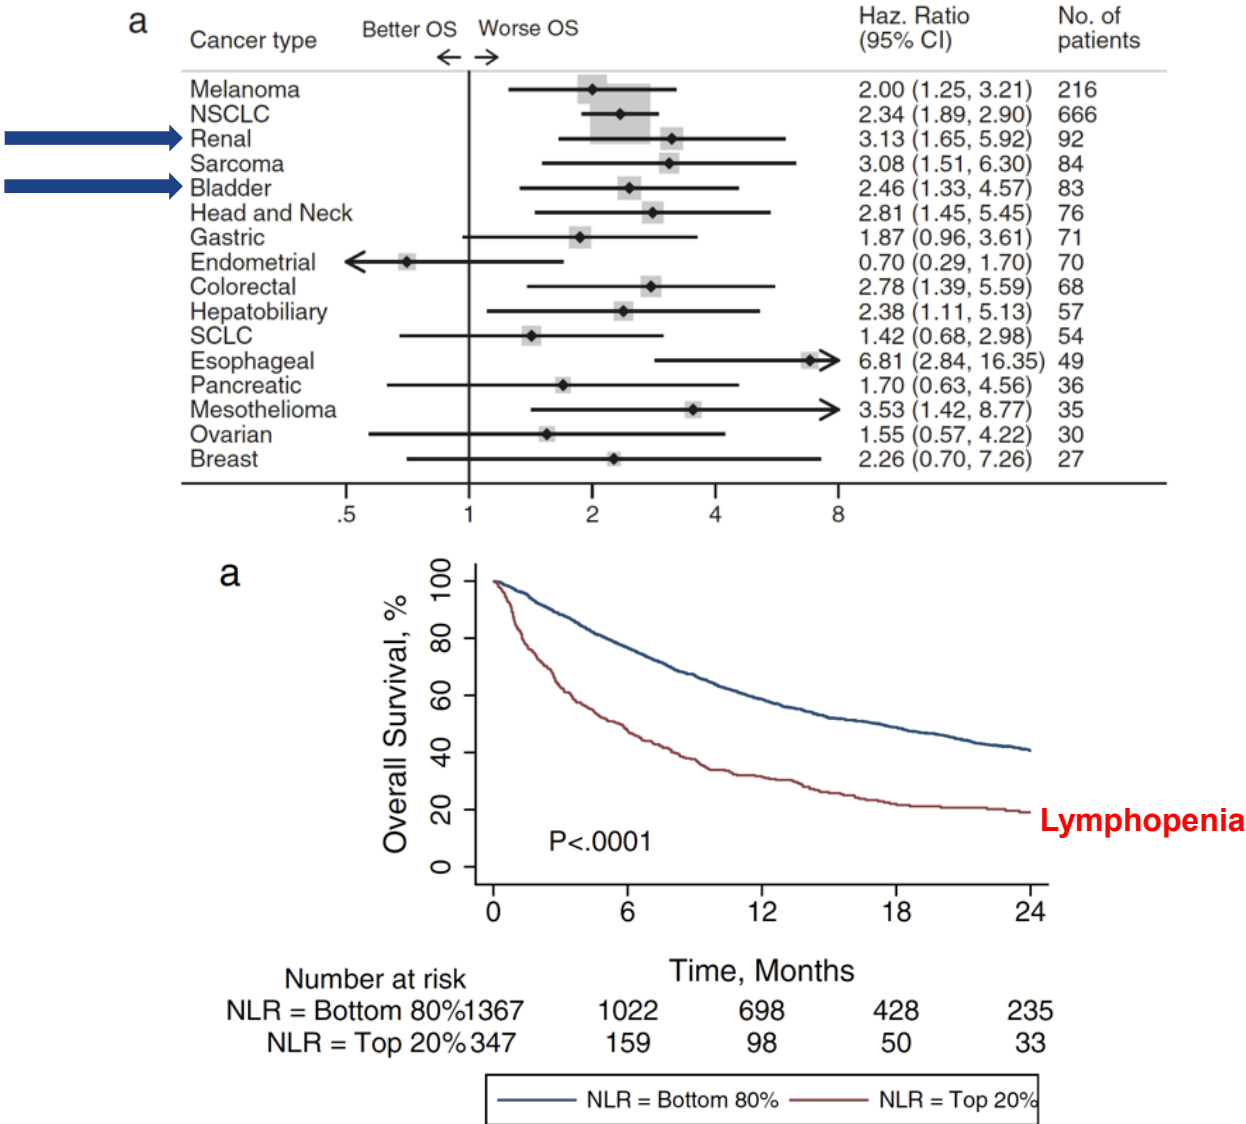 a
Cancer type Better OS Worse OS Haz. Ratio (95% CI) No. of patients
Melanoma 2.00 (1.25, 3.21) 216
NSCLC 2.34 (1.89, 2.90) 666
Renal 3.13 (1.65, 5.92) 92
Sarcoma 3.08 (1.51, 6.30) 84
Bladder 2.46 (1.33, 4.57) 83
Head and Neck 2.81 (1.45, 5.45) 76
Gastric 1.87 (0.96, 3.61) 71
Endometrial 0.70 (0.29, 1.70) 70
Colorectal 2.78 (1.39, 5.59) 68
Hepatobiliary 2.38 (1.11, 5.13) 57
SCLC 1.42 (0.68, 2.98) 54
Esophageal 6.81 (2.84, 16.35) 49
Pancreatic 1.70 (0.63, 4.56) 36
Mesothelioma 3.53 (1.42, 8.77) 35
Ovarian 1.55 (0.57, 4.22) 30
Breast 2.26 (0.70, 7.26) 27
.5 1 2 4 8
a
Overall Survival, %
100
80
60
40
20
0
P<.0001
Lymphopenia
0 6 12 18 24
Time, Months
Number at risk
NLR = Bottom 80% 1367 1022 698 428 235
NLR = Top 20% 347 159 98 50 33
NLR = Bottom 80% NLR = Top 20%